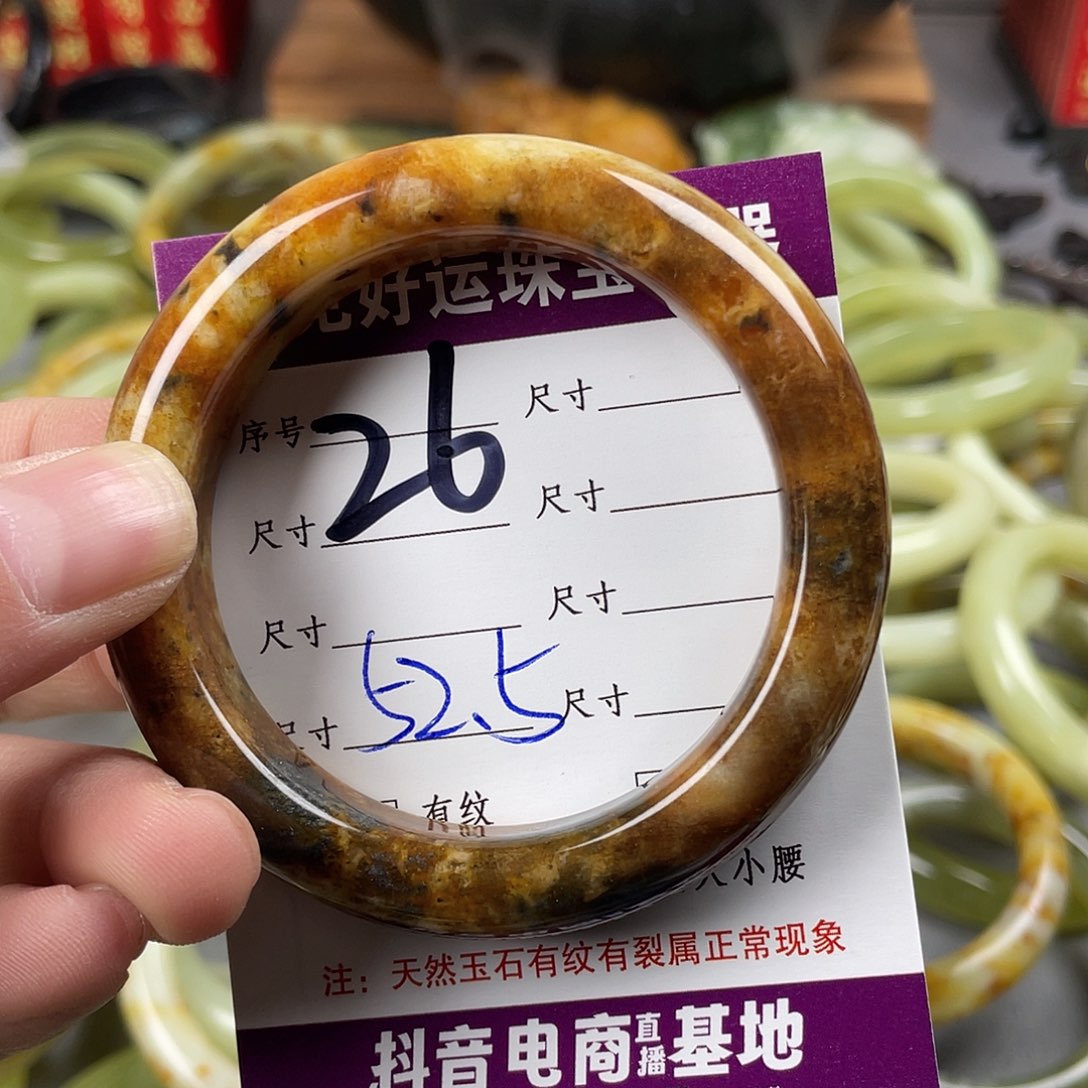 好运珠宝
序号 26 尺寸
尺寸 尺寸
尺寸 尺寸
尺寸 52.5 尺寸
有纹
小腰
注：天然玉石有纹有裂属正常现象
抖音电商直播基地